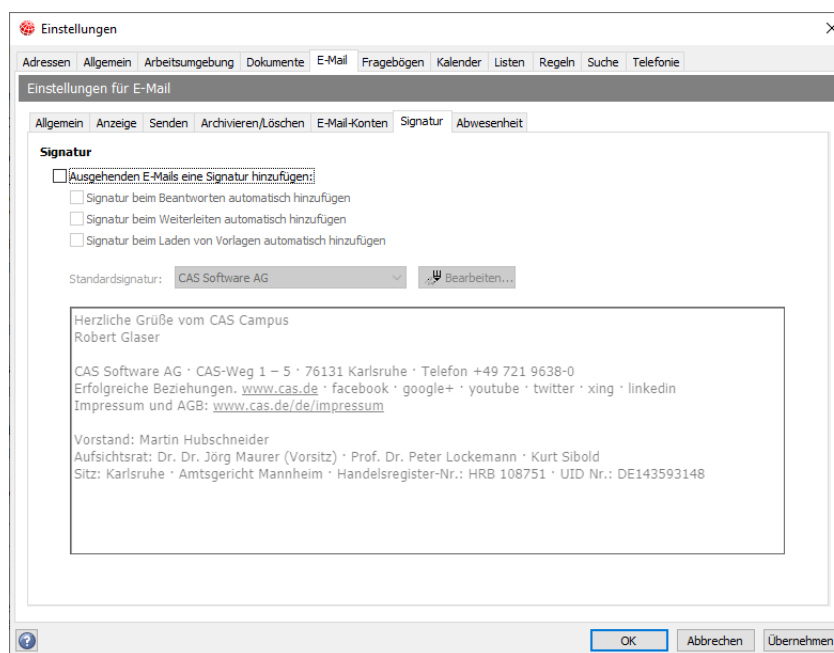 Einstellungen
Adressen Allgemein Arbeitsumgebung Dokumente E-Mail Fragebögen Kalender Listen Regeln Suche Telefonie
Einstellungen für E-Mail
Allgemein Anzeige Senden Archivieren/Löschen E-Mail-Konten Signatur Abwesenheit
Signatur
Ausgehenden E-Mails eine Signatur hinzufügen:
Signatur beim Beantworten automatisch hinzufügen
Signatur beim Weiterleiten automatisch hinzufügen
Signatur beim Laden von Vorlagen automatisch hinzufügen
Standardsignatur: CAS Software AG Bearbeiten...
Herzliche Grüße vom CAS Campus
Robert Glaser
CAS Software AG · CAS-Weg 1 – 5 · 76131 Karlsruhe · Telefon +49 721 9638-0
Erfolgreiche Beziehungen. www.cas.de · facebook · google+ · youtube · twitter · xing · linkedin
Impressum und AGB: www.cas.de/de/impressum
Vorstand: Martin Hubschneider
Aufsichtsrat: Dr. Dr. Jörg Maurer (Vorsitz) · Prof. Dr. Peter Lockemann · Kurt Sibold
Sitz: Karlsruhe · Amtsgericht Mannheim · Handelsregister-Nr.: HRB 108751 · UID Nr.: DE143593148
? OK Abbrechen Übernehmen